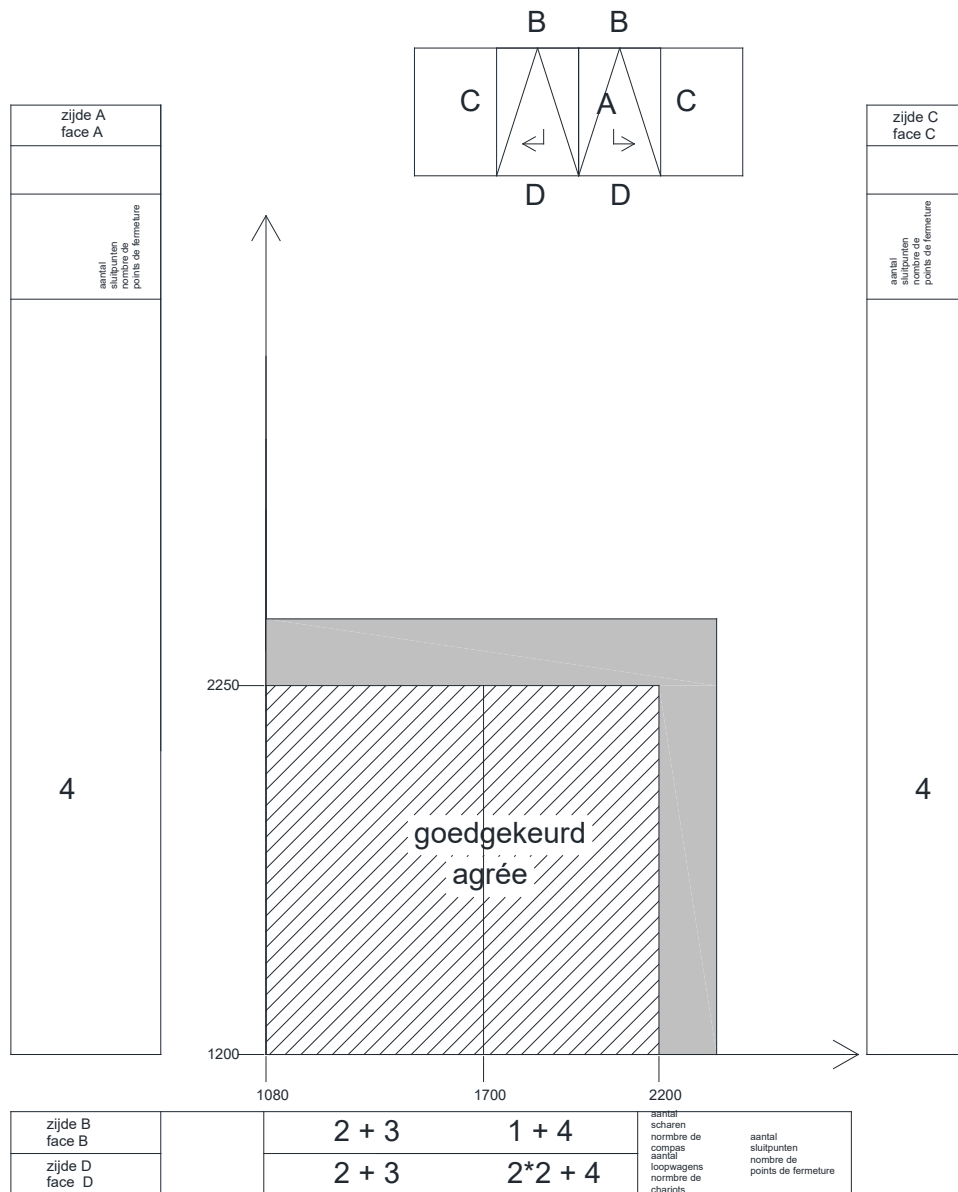 B B
C A C
D D
zijde A
face A
zijde C
face C
aantal
sluitpunten
nombre de
points de fermeture
aantal
sluitpunten
nombre de
points de fermeture
2250
4
4
goedgekeurd
agrée
1200
1080 1700 2200
zijde B
face B
2 + 3 1 + 4
aantal
scharen
normbre de
compas
zijde D
face D
2 + 3 2*2 + 4
aantal
loopwagens
normbre de
chariots
aantal
sluitpunten
nombre de
points de fermeture